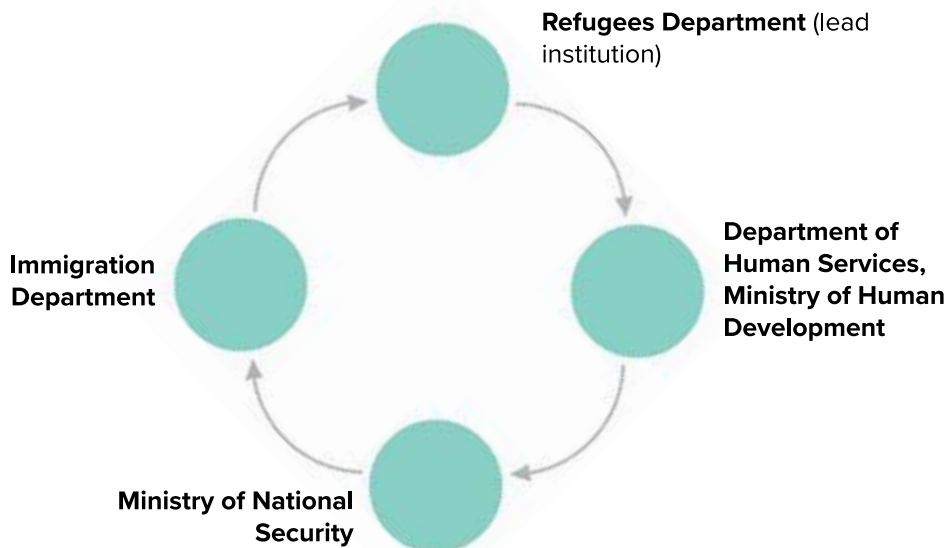 Refugees Department (lead
institution)
Department of
Human Services,
Ministry of Human
Development
Ministry of National
Security
Immigration
Department